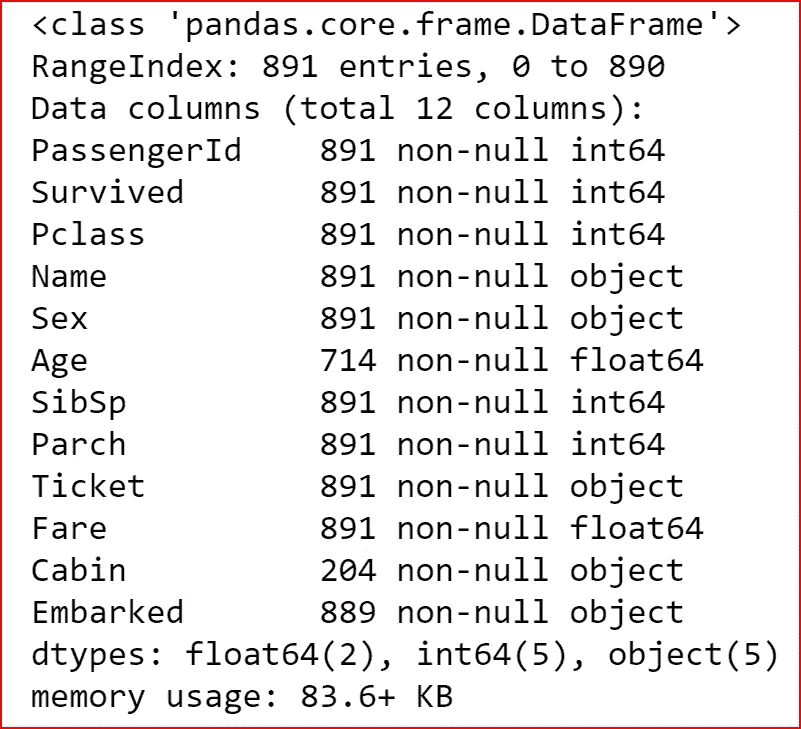 <class 'pandas.core.frame.DataFrame'>
RangeIndex: 891 entries, 0 to 890
Data columns (total 12 columns):
PassengerId    891 non-null int64
Survived       891 non-null int64
Pclass         891 non-null int64
Name           891 non-null object
Sex            891 non-null object
Age            714 non-null float64
SibSp          891 non-null int64
Parch          891 non-null int64
Ticket         891 non-null object
Fare           891 non-null float64
Cabin          204 non-null object
Embarked       889 non-null object
dtypes: float64(2), int64(5), object(5)
memory usage: 83.6+ KB